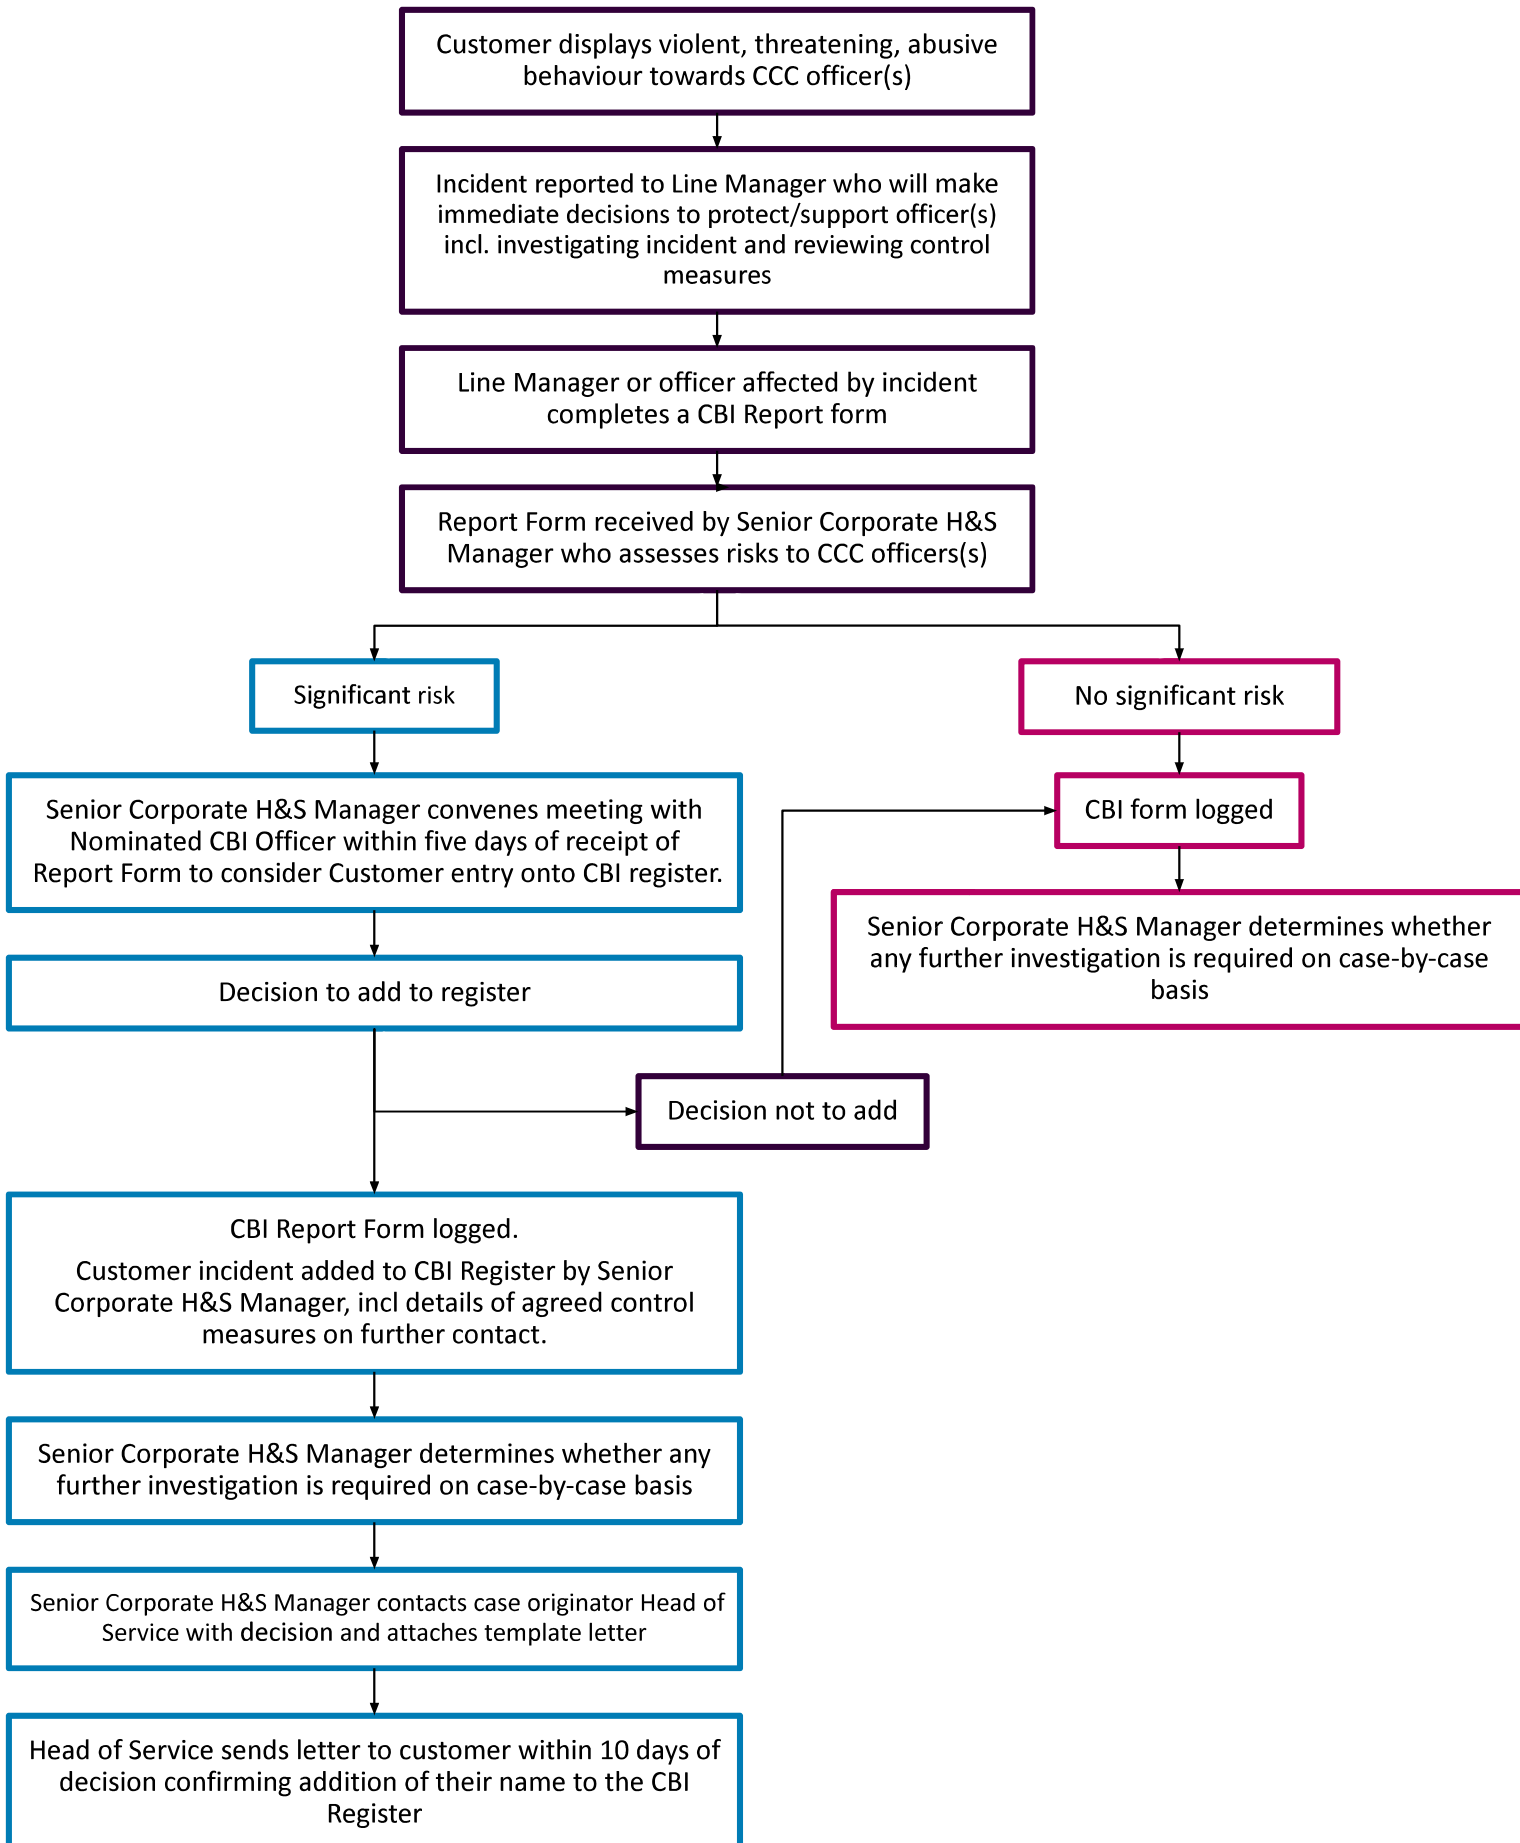 Customer displays violent, threatening, abusive
behaviour towards CCC officer(s)
Incident reported to Line Manager who will make
immediate decisions to protect/support officer(s)
incl. investigating incident and reviewing control
measures
Line Manager or officer affected by incident
completes a CBI Report form
Report Form received by Senior Corporate H&S
Manager who assesses risks to CCC officers(s)
Significant risk
No significant risk
Senior Corporate H&S Manager convenes meeting with
Nominated CBI Officer within five days of receipt of
Report Form to consider Customer entry onto CBI register.
CBI form logged
Senior Corporate H&S Manager determines whether
any further investigation is required on case-by-case
basis
Decision to add to register
Decision not to add
CBI Report Form logged.
Customer incident added to CBI Register by Senior
Corporate H&S Manager, incl details of agreed control
measures on further contact.
Senior Corporate H&S Manager determines whether any
further investigation is required on case-by-case basis
Senior Corporate H&S Manager contacts case originator Head of
Service with decision and attaches template letter
Head of Service sends letter to customer within 10 days of
decision confirming addition of their name to the CBI
Register